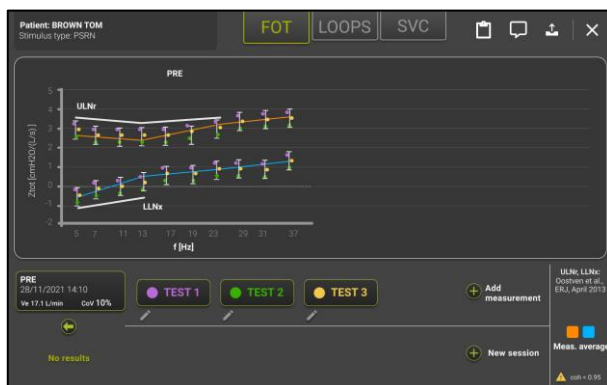 Patient: BROWN TOM
Stimulus type: PSRN
FOT
LOOPS
SVC
PRE
5
4
3
2
1
0
-1
-2
Ztot [cmH2O/(L/s)]
ULNr
LLNx
5 7 11 13 17 19 23 29 31 37
f [Hz]
PRE
28/11/2021 14:10
Ve 17.1 L/min CoV 10%
No results
TEST 1
TEST 2
TEST 3
Add
measurement
New session
ULNr, LLNx:
Oostven et al.,
ERJ, April 2013
Meas. average
coh < 0.95